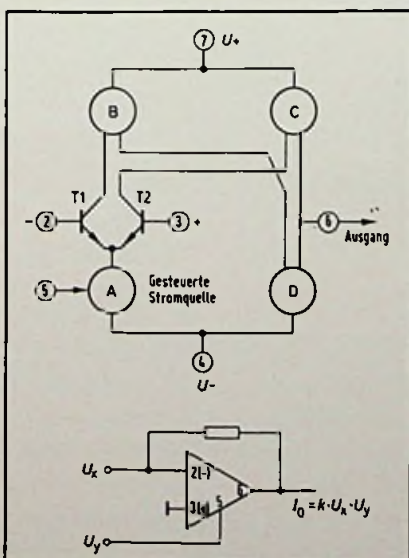 7 U+
B C
T1 T2
- 2 3 +
6
Ausgang
5 A Gesteuerte
Stromquelle
D
4
U-
Ux 2(-)
6 I0 = k·Ux·Uy
3(+) 5
Uy